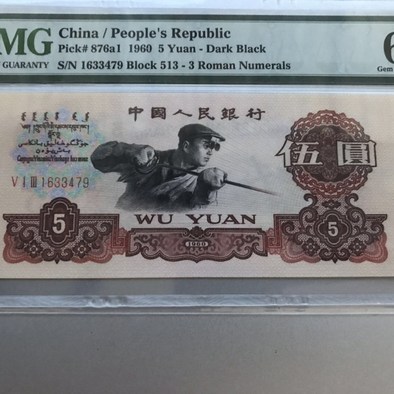 MG China / People's Republic
GUARANTY Pick# 876a1 1960 5 Yuan - Dark Black
S/N 1633479 Block 513 - 3 Roman Numerals
6
Gem
中國人民銀行
伍圓
V I III 1633479
WU YUAN
5
1960
5